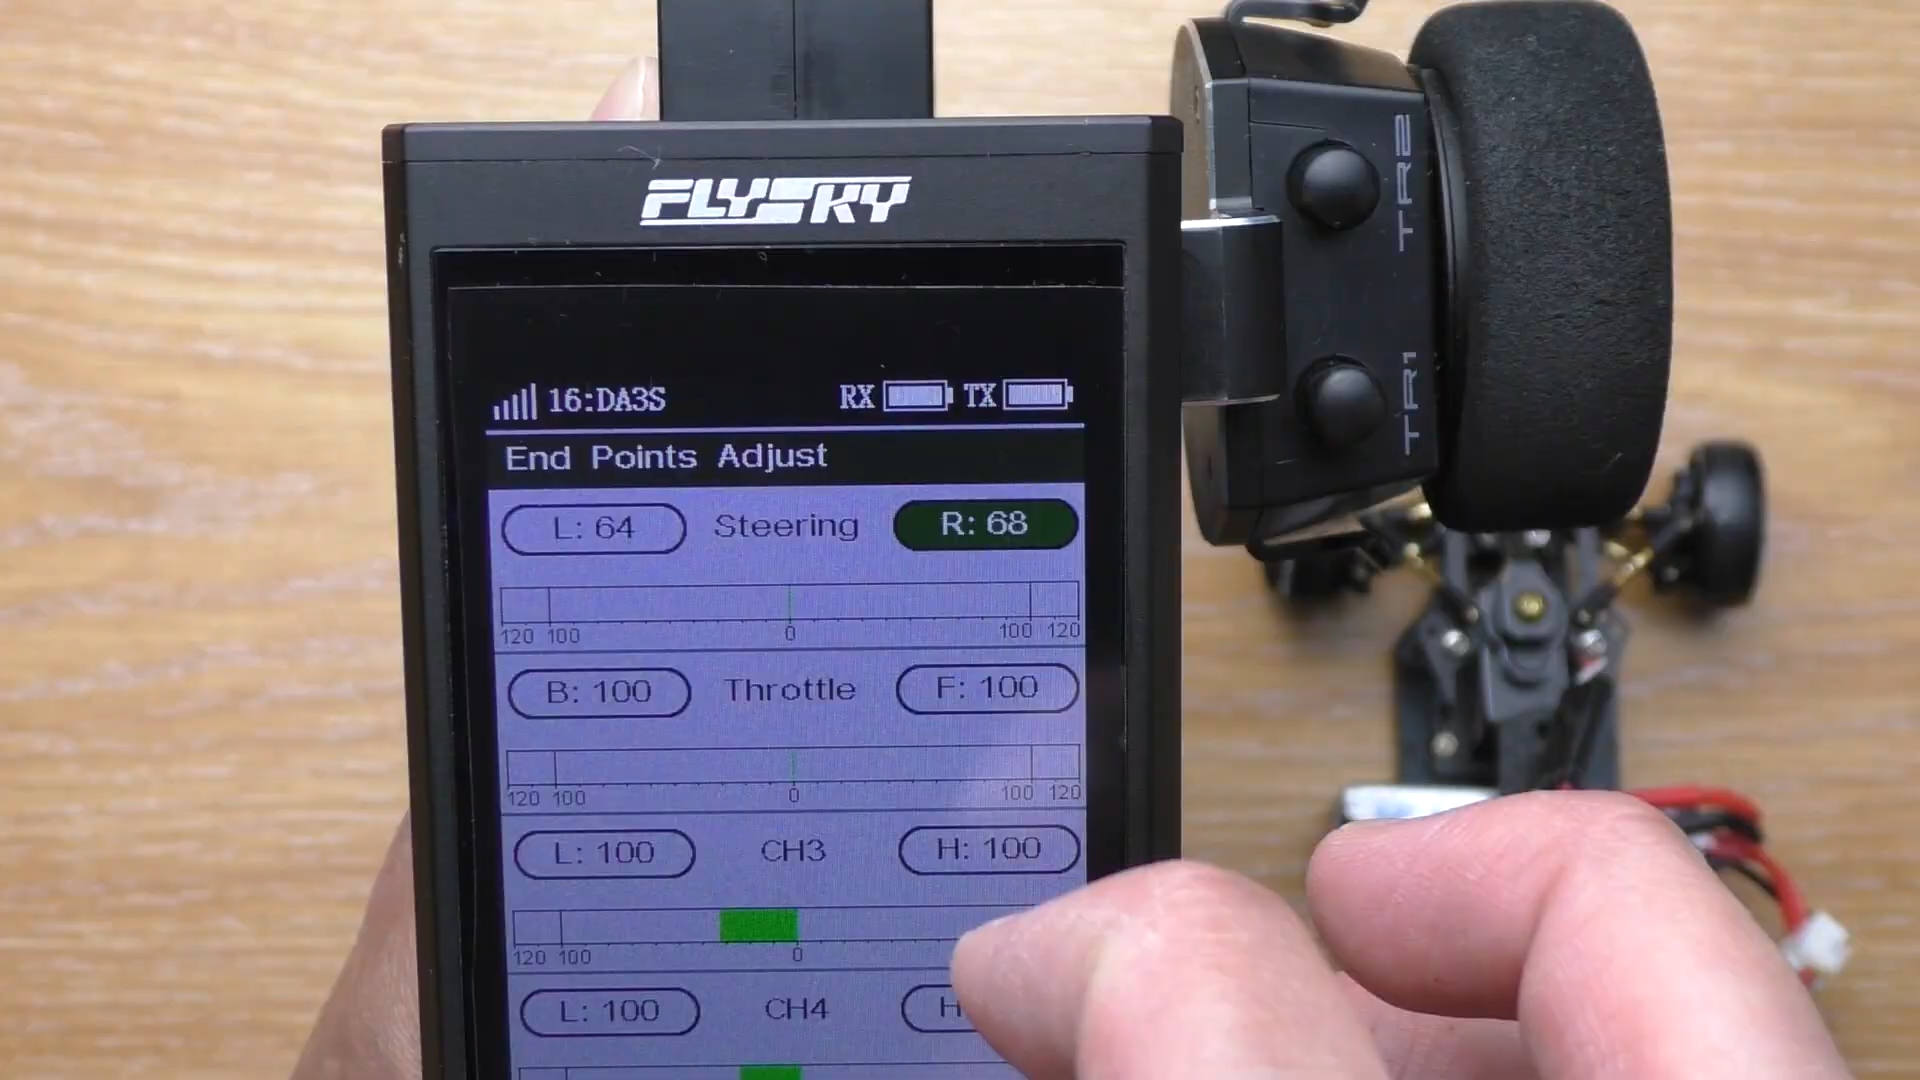 FLYSKY
TR2
TR1
16:DA3S RX TX
End Points Adjust
L: 64 Steering R: 68
120 100 0 100 120
B: 100 Throttle F: 100
120 100 0 100 120
L: 100 CH3 H: 100
120 100 0
L: 100 CH4 H